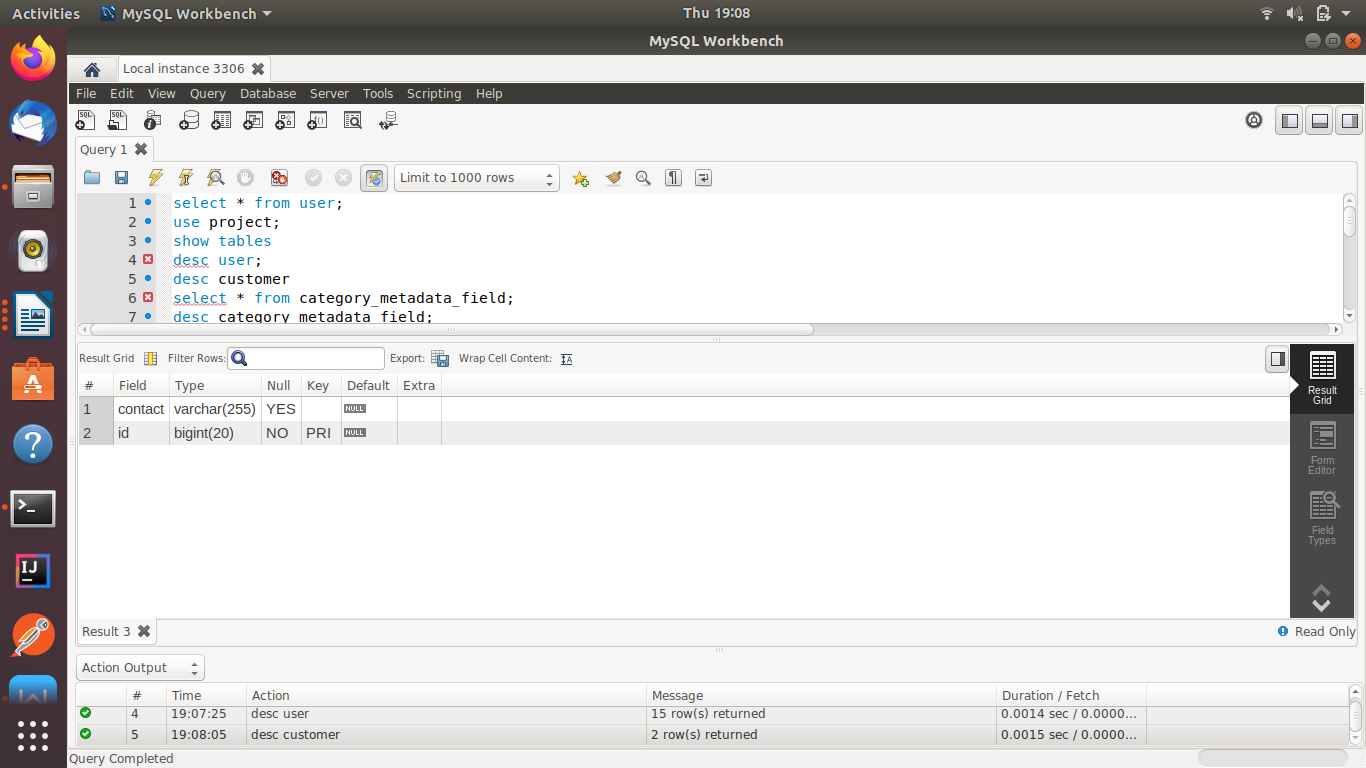 Activities MySQL Workbench Thu 19:08
MySQL Workbench
Local instance 3306
File Edit View Query Database Server Tools Scripting Help
Query 1
Limit to 1000 rows
1 select * from user;
2 use project;
3 show tables
4 desc user;
5 desc customer
6 select * from category_metadata_field;
7 desc category_metadata_field;
Result Grid Filter Rows: Export: Wrap Cell Content:
# Field Type Null Key Default Extra
1 contact varchar(255) YES NULL
2 id bigint(20) NO PRI NULL
Result Grid
Form Editor
Field Types
Result 3 Read Only
Action Output
# Time Action Message Duration / Fetch
4 19:07:25 desc user 15 row(s) returned 0.0014 sec / 0.0000...
5 19:08:05 desc customer 2 row(s) returned 0.0015 sec / 0.0000...
Query Completed